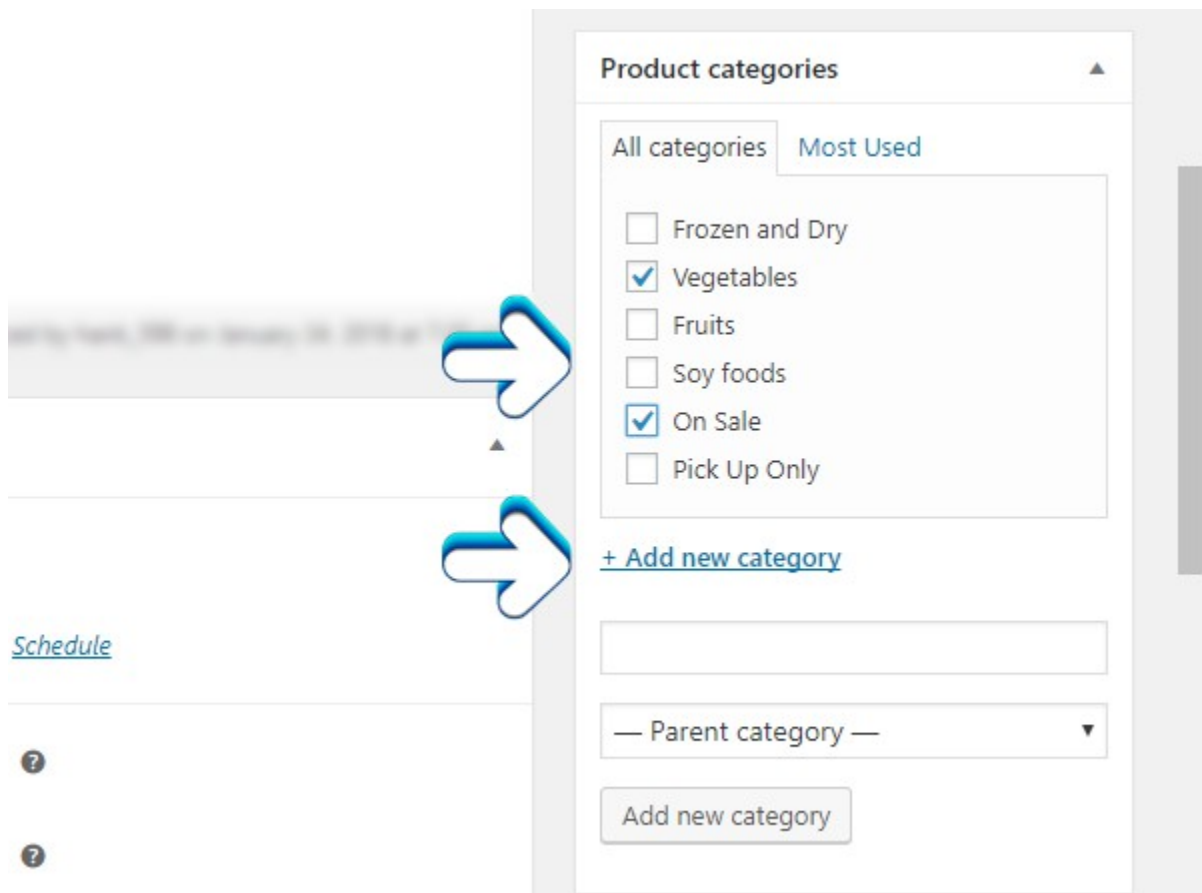 Product categories
All categories
Most Used
Frozen and Dry
Vegetables
Fruits
Soy foods
On Sale
Pick Up Only
+ Add new category
Schedule
— Parent category —
Add new category